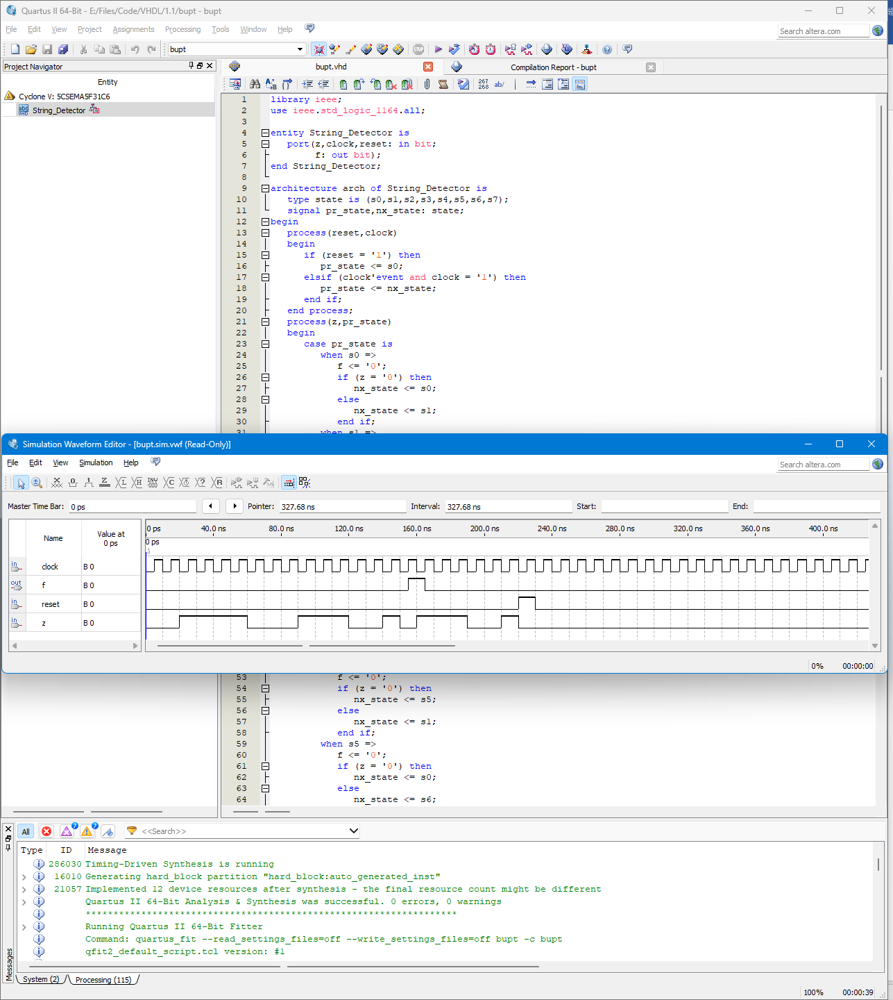 Quartus II 64-Bit - E:/Files/Code/VHDL/1.1/bupt - bupt
File Edit View Project Assignments Processing Tools Window Help
Search altera.com
bupt
STOP
Project Navigator
Entity
Cyclone V: 5CSEMA5F31C6
String_Detector
bupt.vhd
Compilation Report - bupt
267
268
ab/
1 library ieee;
2 use ieee.std_logic_1164.all;
3
4 entity String_Detector is
5 port(z,clock,reset: in bit;
6 f: out bit);
7 end String_Detector;
8
9 architecture arch of String_Detector is
10 type state is (s0,s1,s2,s3,s4,s5,s6,s7);
11 signal pr_state,nx_state: state;
12 begin
13 process(reset,clock)
14 begin
15 if (reset = '1') then
16 pr_state <= s0;
17 elsif (clock'event and clock = '1') then
18 pr_state <= nx_state;
19 end if;
20 end process;
21 process(z,pr_state)
22 begin
23 case pr_state is
24 when s0 =>
25 f <= '0';
26 if (z = '0') then
27 nx_state <= s0;
28 else
29 nx_state <= s1;
30 end if;
31 when s1 =>
Simulation Waveform Editor - [bupt.sim.vwf (Read-Only)]
File Edit View Simulation Help
Search altera.com
Master Time Bar: 0 ps Pointer: 327.68 ns Interval: 327.68 ns Start: End:
Name
Value at
0 ps
0 ps 40.0 ns 80.0 ns 120.0 ns 160.0 ns 200.0 ns 240.0 ns 280.0 ns 320.0 ns 360.0 ns 400.0 ns
0 ps
in clock B 0
out f B 0
in reset B 0
in z B 0
0% 00:00:00
53 f <= '0';
54 if (z = '0') then
55 nx_state <= s5;
56 else
57 nx_state <= s1;
58 end if;
59 when s5 =>
60 f <= '0';
61 if (z = '0') then
62 nx_state <= s0;
63 else
64 nx_state <= s6;
All
7
7
<<Search>>
Type ID Message
286030 Timing-Driven Synthesis is running
16010 Generating hard_block partition "hard_block:auto_generated_inst"
21057 Implemented 12 device resources after synthesis - the final resource count might be different
Quartus II 64-Bit Analysis & Synthesis was successful. 0 errors, 0 warnings
*******************************************************************
Running Quartus II 64-Bit Fitter
Command: quartus_fit --read_settings_files=off --write_settings_files=off bupt -c bupt
qfit2_default_script.tcl version: #1
Messages
System (2) Processing (115)
100% 00:00:39